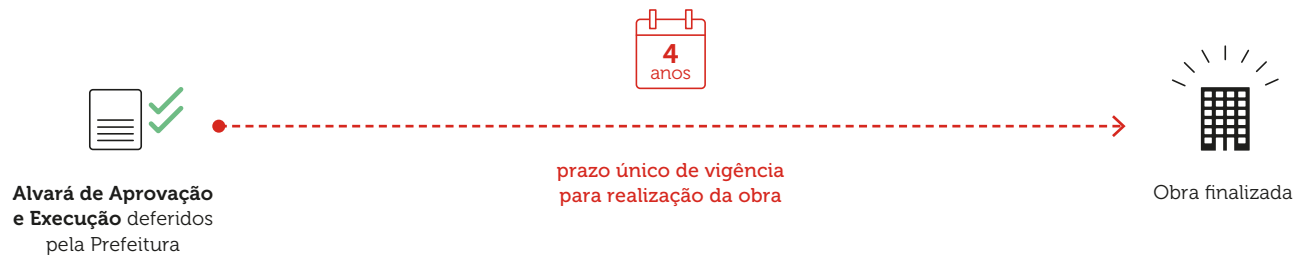 4
anos
Alvará de Aprovação
e Execução deferidos
pela Prefeitura
prazo único de vigência
para realização da obra
Obra finalizada